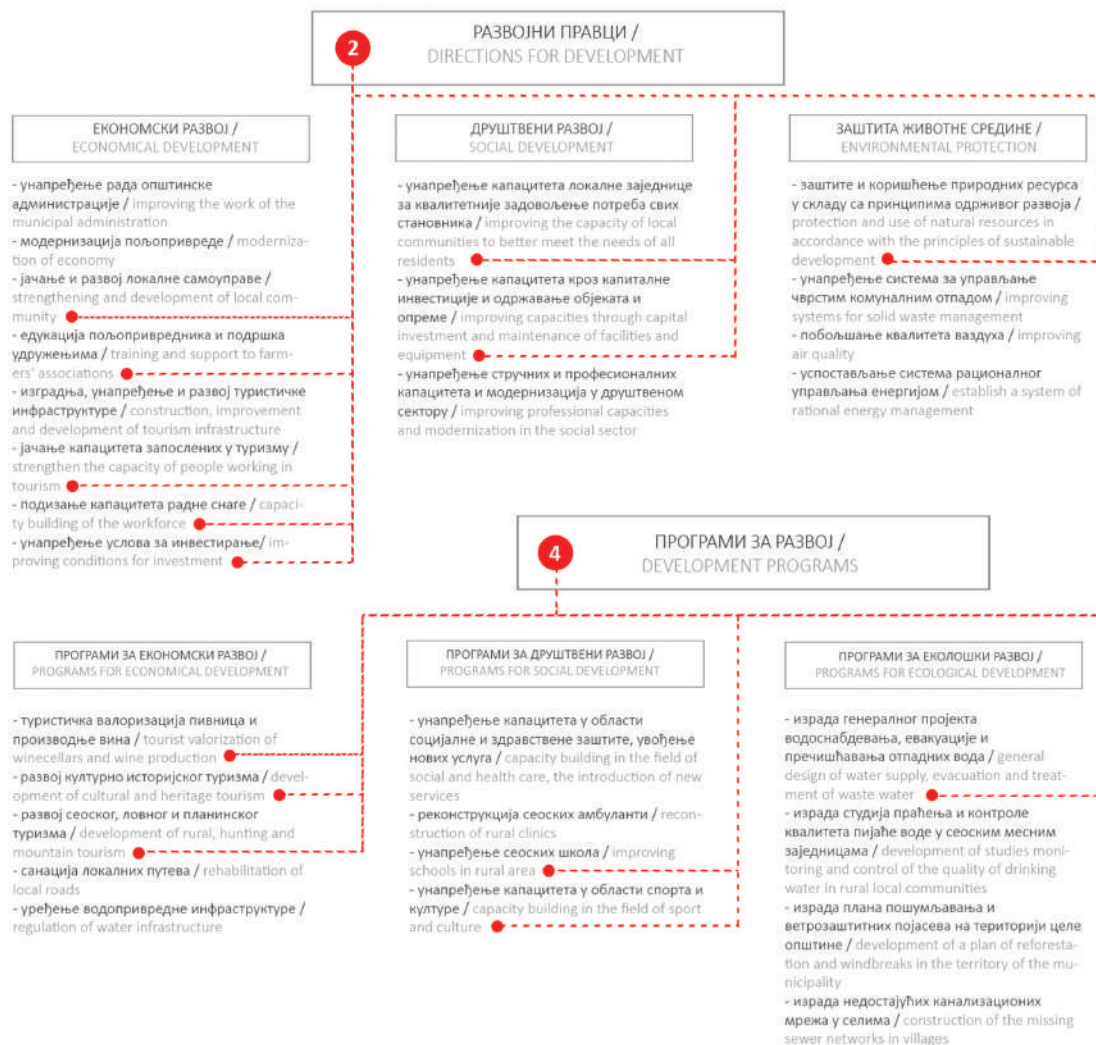 2
РАЗВОЈНИ ПРАВЦИ /
DIRECTIONS FOR DEVELOPMENT
ЕКОНОМСКИ РАЗВОЈ /
ECONOMICAL DEVELOPMENT
- унапређење рада општинске
администрације / improving the work of the
municipal administration
- модернизација пољопривреде / moderniza-
tion of economy
- јачање и развој локалне самоуправе /
strengthening and development of local com-
munity
- едукација пољопривредника и подршка
удружењима / training and support to farm-
ers' associations
- изградња, унапређење и развој туристичке
инфраструктуре / construction, improvement
and development of tourism infrastructure
- јачање капацитета запослених у туризму /
strengthen the capacity of people working in
tourism
- подизање капацитета радне снаге / capaci-
ty building of the workforce
- унапређење услова за инвестирање/ im-
proving conditions for investment
ДРУШТВЕНИ РАЗВОЈ /
SOCIAL DEVELOPMENT
- унапређење капацитета локалне заједнице
за квалитетније задовољење потреба свих
становника / improving the capacity of local
communities to better meet the needs of all
residents
- унапређење капацитета кроз капиталне
инвестиције и одржавање објеката и
опреме / improving capacities through capital
investment and maintenance of facilities and
equipment
- унапређење стручних и професионалних
капацитета и модернизација у друштвеном
сектору / improving professional capacities
and modernization in the social sector
ЗАШТИТА ЖИВОТНЕ СРЕДИНЕ /
ENVIRONMENTAL PROTECTION
- заштите и коришћење природних ресурса
у складу са принципима одрживог развоја /
protection and use of natural resources in
accordance with the principles of sustainable
development
- унапређење система за управљање
чврстим комуналним отпадом / improving
systems for solid waste management
- побољшање квалитета ваздуха / improving
air quality
- успостављање система рационалног
управљања енергијом / establish a system of
rational energy management
4
ПРОГРАМИ ЗА РАЗВОЈ /
DEVELOPMENT PROGRAMS
ПРОГРАМИ ЗА ЕКОНОМСКИ РАЗВОЈ /
PROGRAMS FOR ECONOMICAL DEVELOPMENT
- туристичка валоризација пивница и
производње вина / tourist valorization of
winecellars and wine production
- развој културно историјског туризма / devel-
opment of cultural and heritage tourism
- развој сеоског, ловног и планинског
туризма / development of rural, hunting and
mountain tourism
- санација локалних путева / rehabilitation of
local roads
- уређење водопривредне инфраструктуре /
regulation of water infrastructure
ПРОГРАМИ ЗА ДРУШТВЕНИ РАЗВОЈ /
PROGRAMS FOR SOCIAL DEVELOPMENT
- унапређење капацитета у области
социјалне и здравствене заштите, увођење
нових услуга / capacity building in the field of
social and health care, the introduction of new
services
- реконструкција сеоских амбуланти / recon-
struction of rural clinics
- унапређење сеоских школа / improving
schools in rural area
- унапређење капацитета у области спорта и
културе / capacity building in the field of sport
and culture
ПРОГРАМИ ЗА ЕКОЛОШКИ РАЗВОЈ /
PROGRAMS FOR ECOLOGICAL DEVELOPMENT
- израда генералног пројекта
водоснабдевања, евакуације и
пречишћавања отпадних вода / general
design of water supply, evacuation and treat-
ment of waste water
- израда студија праћења и контроле
квалитета пијаће воде у сеоским месним
заједницама / development of studies moni-
toring and control of the quality of drinking
water in rural local communities
- израда плана пошумљавања и
ветрозаштитних појасева на територији целе
општине / development of a plan of reforesta-
tion and windbreaks in the territory of the mu-
nicipality
- израда недостајућих канализационих
мрежа у селима / construction of the missing
sewer networks in villages